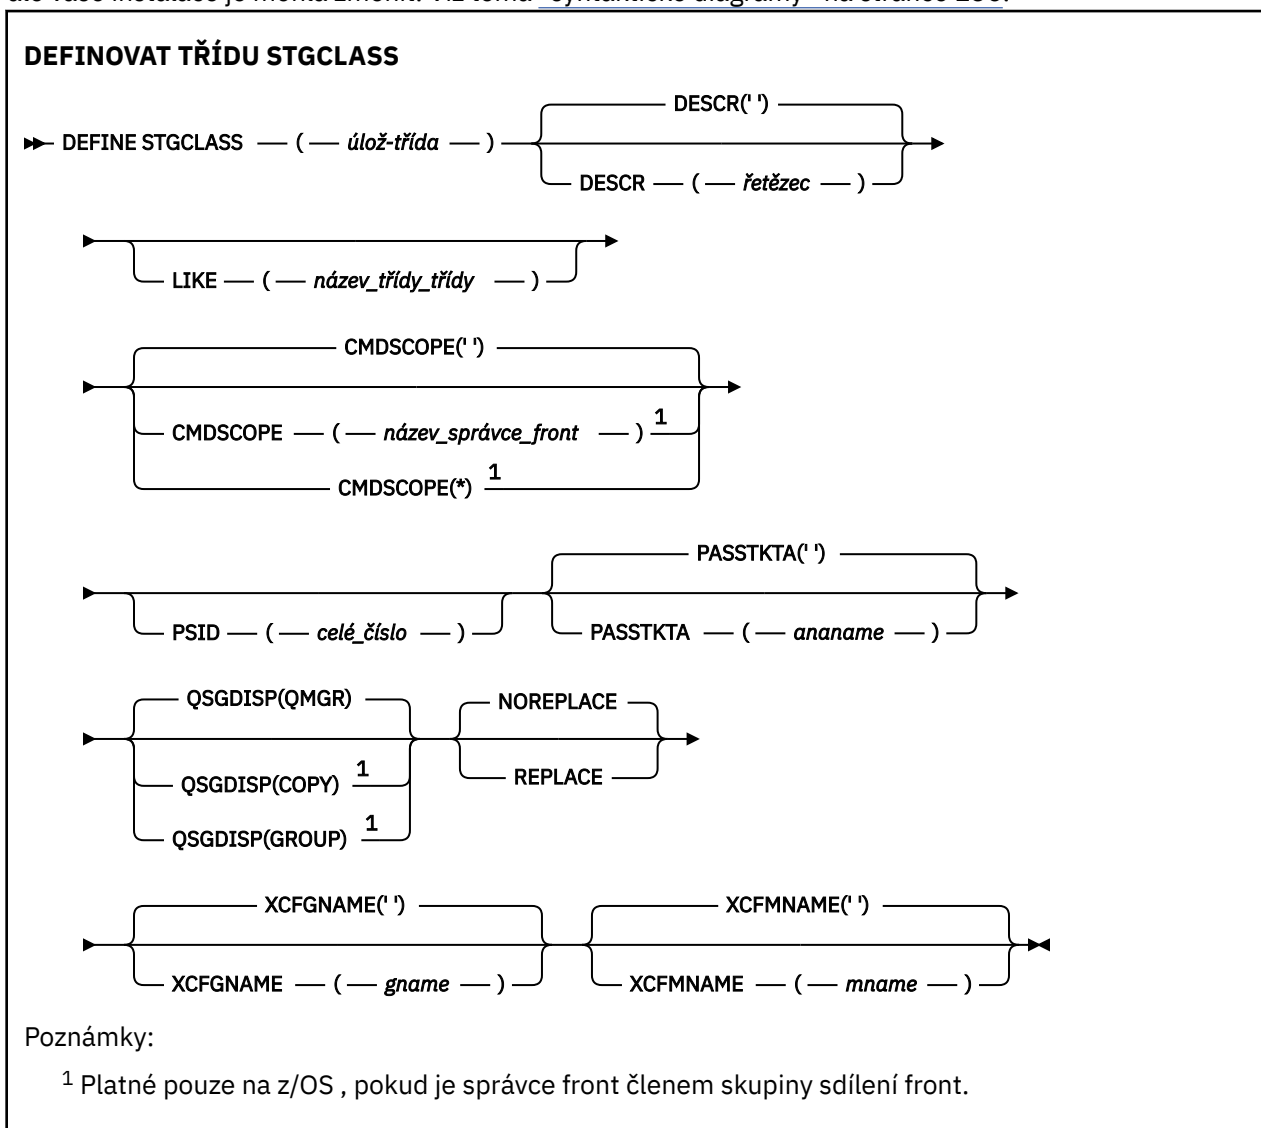 DEFINOVAT TŘÍDU STGCLASS
DESCR(' ')
DEFINE STGCLASS ( úlož-třída )
DESCR ( řetězec )
LIKE ( název_třídy_třídy )
CMDSCOPE(' ')
CMDSCOPE ( název_správce_front ) 1
CMDSCOPE(*) 1
PASSTKTA(' ')
PSID ( celé_číslo ) PASSTKTA ( ananame )
QSGDISP(QMGR) NOREPLACE
QSGDISP(COPY) 1 REPLACE
QSGDISP(GROUP) 1
XCFGNAME(' ') XCFMNAME(' ')
XCFGNAME ( gname ) XCFMNAME ( mname )
Poznámky:
1 Platné pouze na z/OS , pokud je správce front členem skupiny sdílení front.